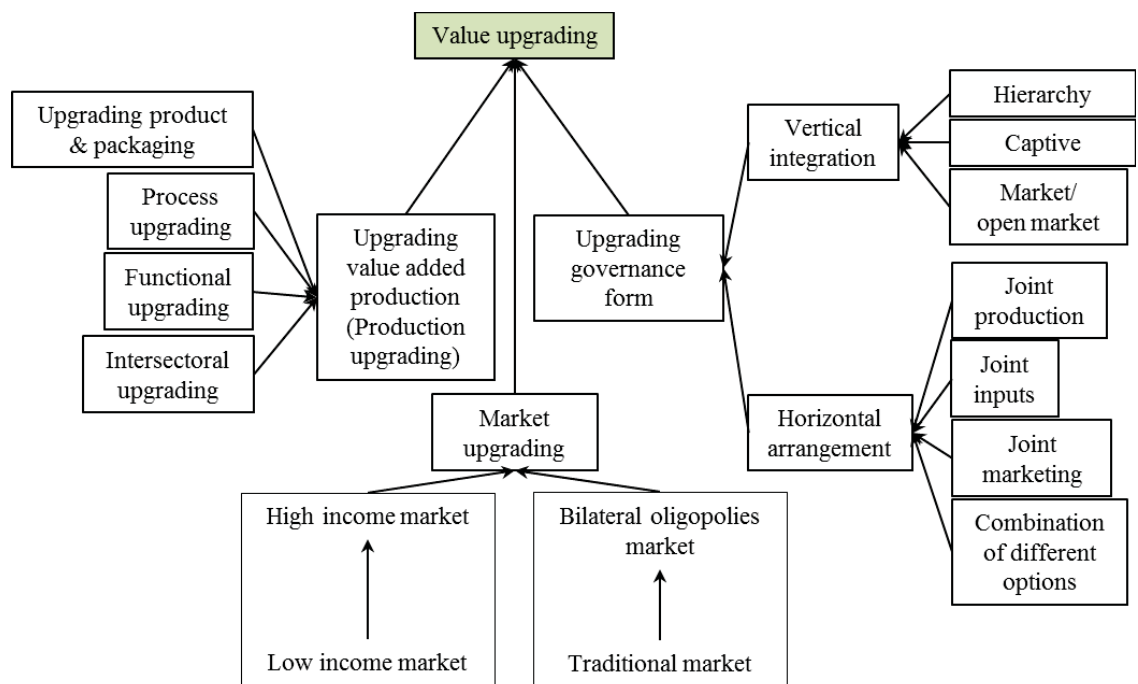 Value upgrading
Upgrading product
& packaging
Process
upgrading
Functional
upgrading
Intersectoral
upgrading
Upgrading
value added
production
(Production
upgrading)
Market
upgrading
High income market
Low income market
Bilateral oligopolies
market
Traditional market
Upgrading
governance
form
Vertical
integration
Hierarchy
Captive
Market/
open market
Horizontal
arrangement
Joint
production
Joint
inputs
Joint
marketing
Combination
of different
options